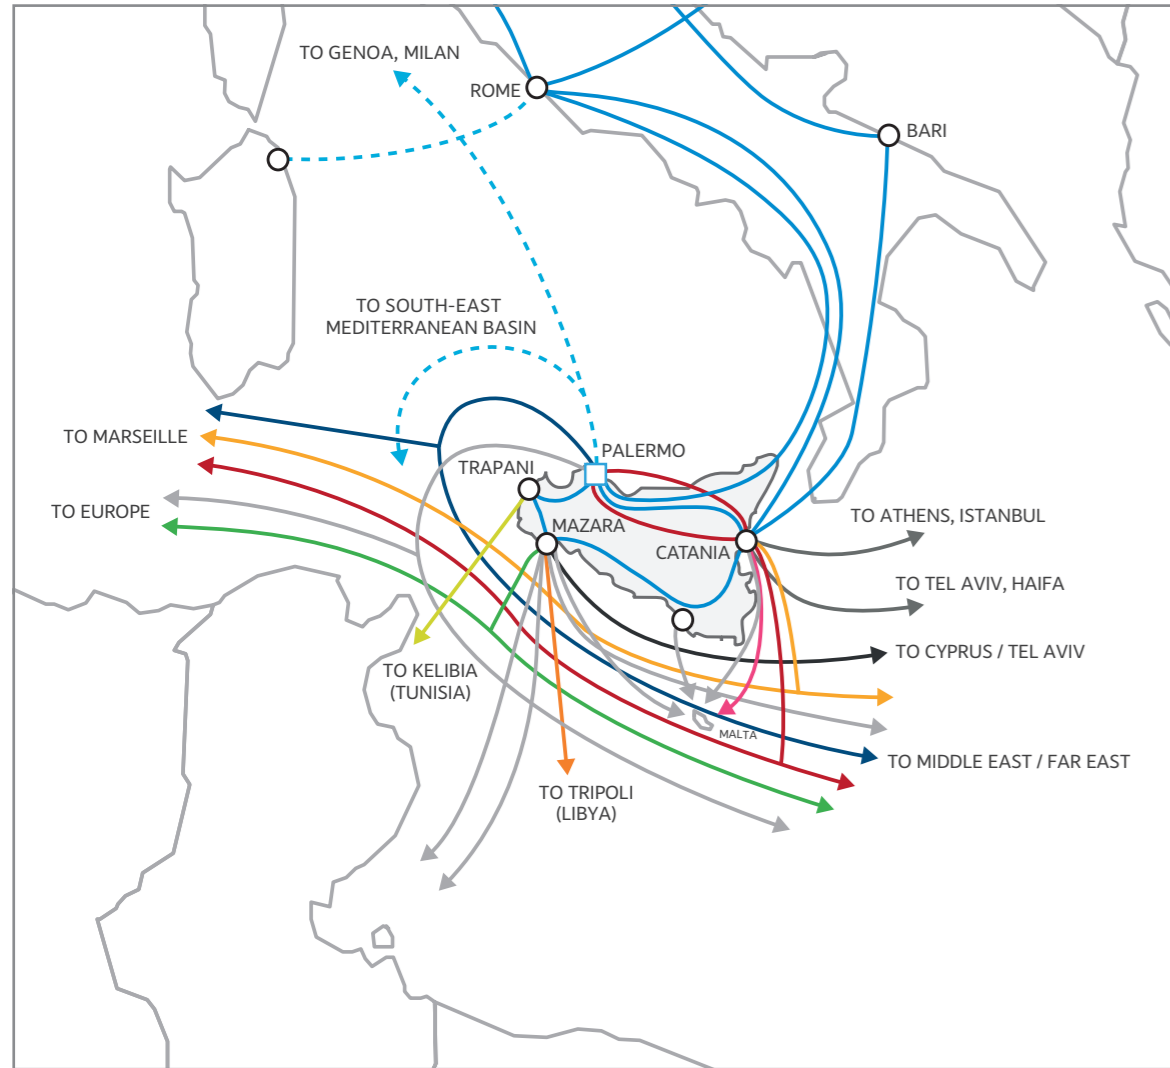 TO GENOA, MILAN
ROME
BARI
TO SOUTH-EAST
MEDITERRANEAN BASIN
TO MARSEILLE
PALERMO
TRAPANI
TO EUROPE
MAZARA
CATANIA
TO ATHENS, ISTANBUL
TO TEL AVIV, HAIFA
TO CYPRUS / TEL AVIV
TO KELIBIA
(TUNISIA)
MALTA
TO MIDDLE EAST / FAR EAST
TO TRIPOLI
(LIBYA)